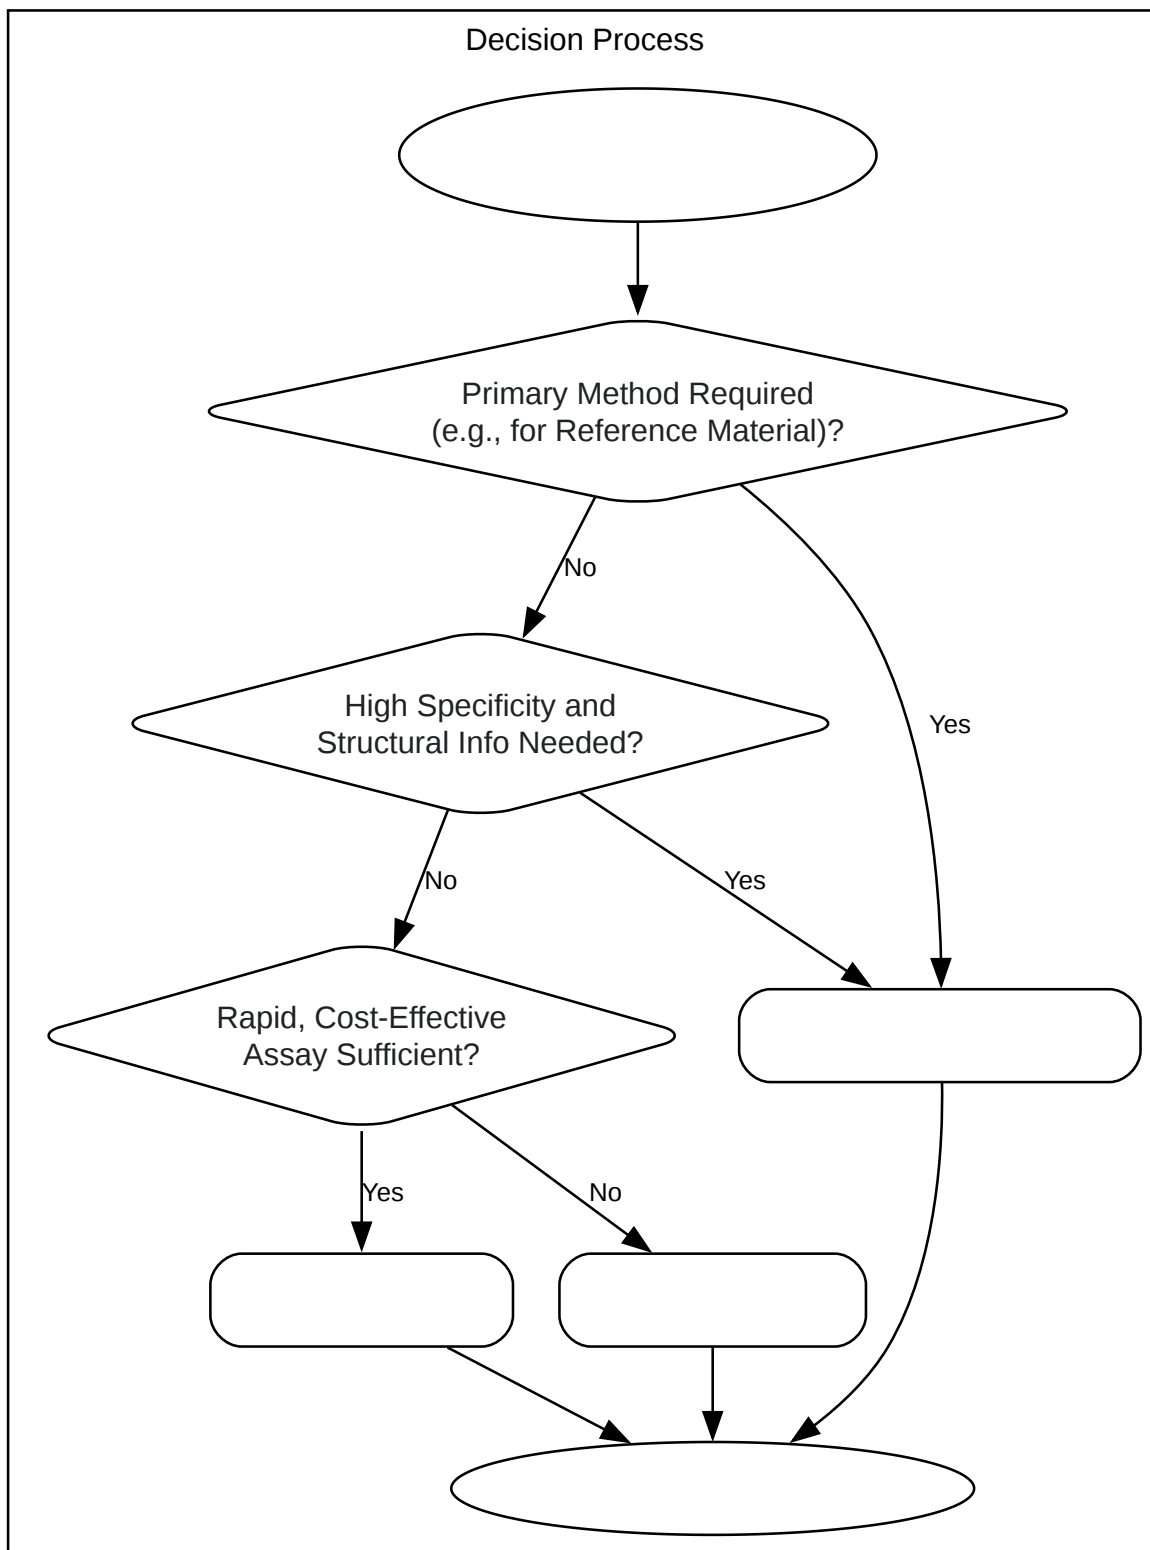 Decision Process
Primary Method Required
(e.g., for Reference Material)?
No
Yes
High Specificity and
Structural Info Needed?
No
Yes
Rapid, Cost-Effective
Assay Sufficient?
Yes
No